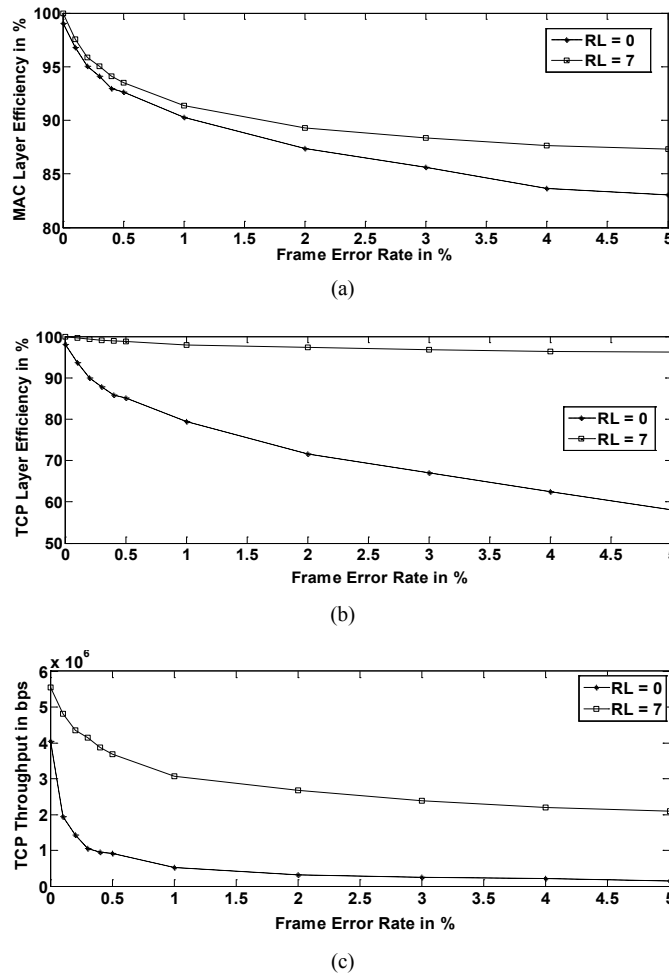 100
95
90
85
80
MAC Layer Efficiency in %
RL = 0
RL = 7
0 0.5 1 1.5 2 2.5 3 3.5 4 4.5 5
Frame Error Rate in %
(a)
100
90
80
70
60
50
TCP Layer Efficiency in %
RL = 0
RL = 7
0 0.5 1 1.5 2 2.5 3 3.5 4 4.5 5
Frame Error Rate in %
(b)
x 10^6
6
5
4
3
2
1
0
TCP Throughput in bps
RL = 0
RL = 7
0 0.5 1 1.5 2 2.5 3 3.5 4 4.5 5
Frame Error Rate in %
(c)